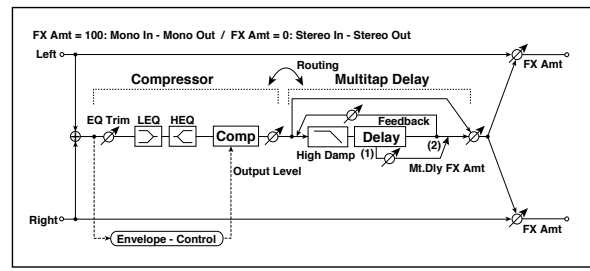 FX Amt = 100: Mono In - Mono Out / FX Amt = 0: Stereo In - Stereo Out
Left
FX Amt
Routing
Compressor
Multitap Delay
EQ Trim
LEQ
HEQ
Feedback
Comp
Delay
High Damp
(1)
(2)
Output Level
Mt.Dly FX Amt
Right
Envelope - Control
FX Amt